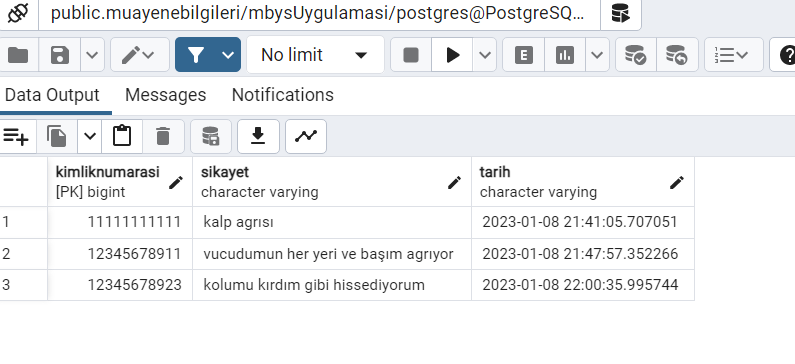 public.muayenebilgileri/mbysUygulamasi/postgres@PostgreSQ...
No limit
E
Data Output Messages Notifications
kimliknumarasi sikayet tarih
[PK] bigint character varying character varying
1 11111111111 kalp agrısı 2023-01-08 21:41:05.707051
2 12345678911 vucudumun her yeri ve başım agrıyor 2023-01-08 21:47:57.352266
3 12345678923 kolumu kırdım gibi hissediyorum 2023-01-08 22:00:35.995744